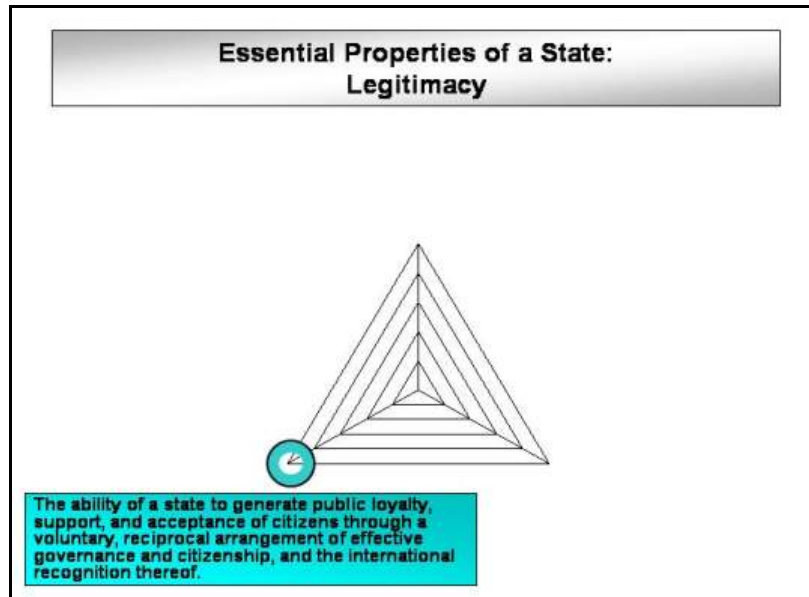 Essential Properties of a State:
Legitimacy
The ability of a state to generate public loyalty,
support, and acceptance of citizens through a
voluntary, reciprocal arrangement of effective
governance and citizenship, and the international
recognition thereof.